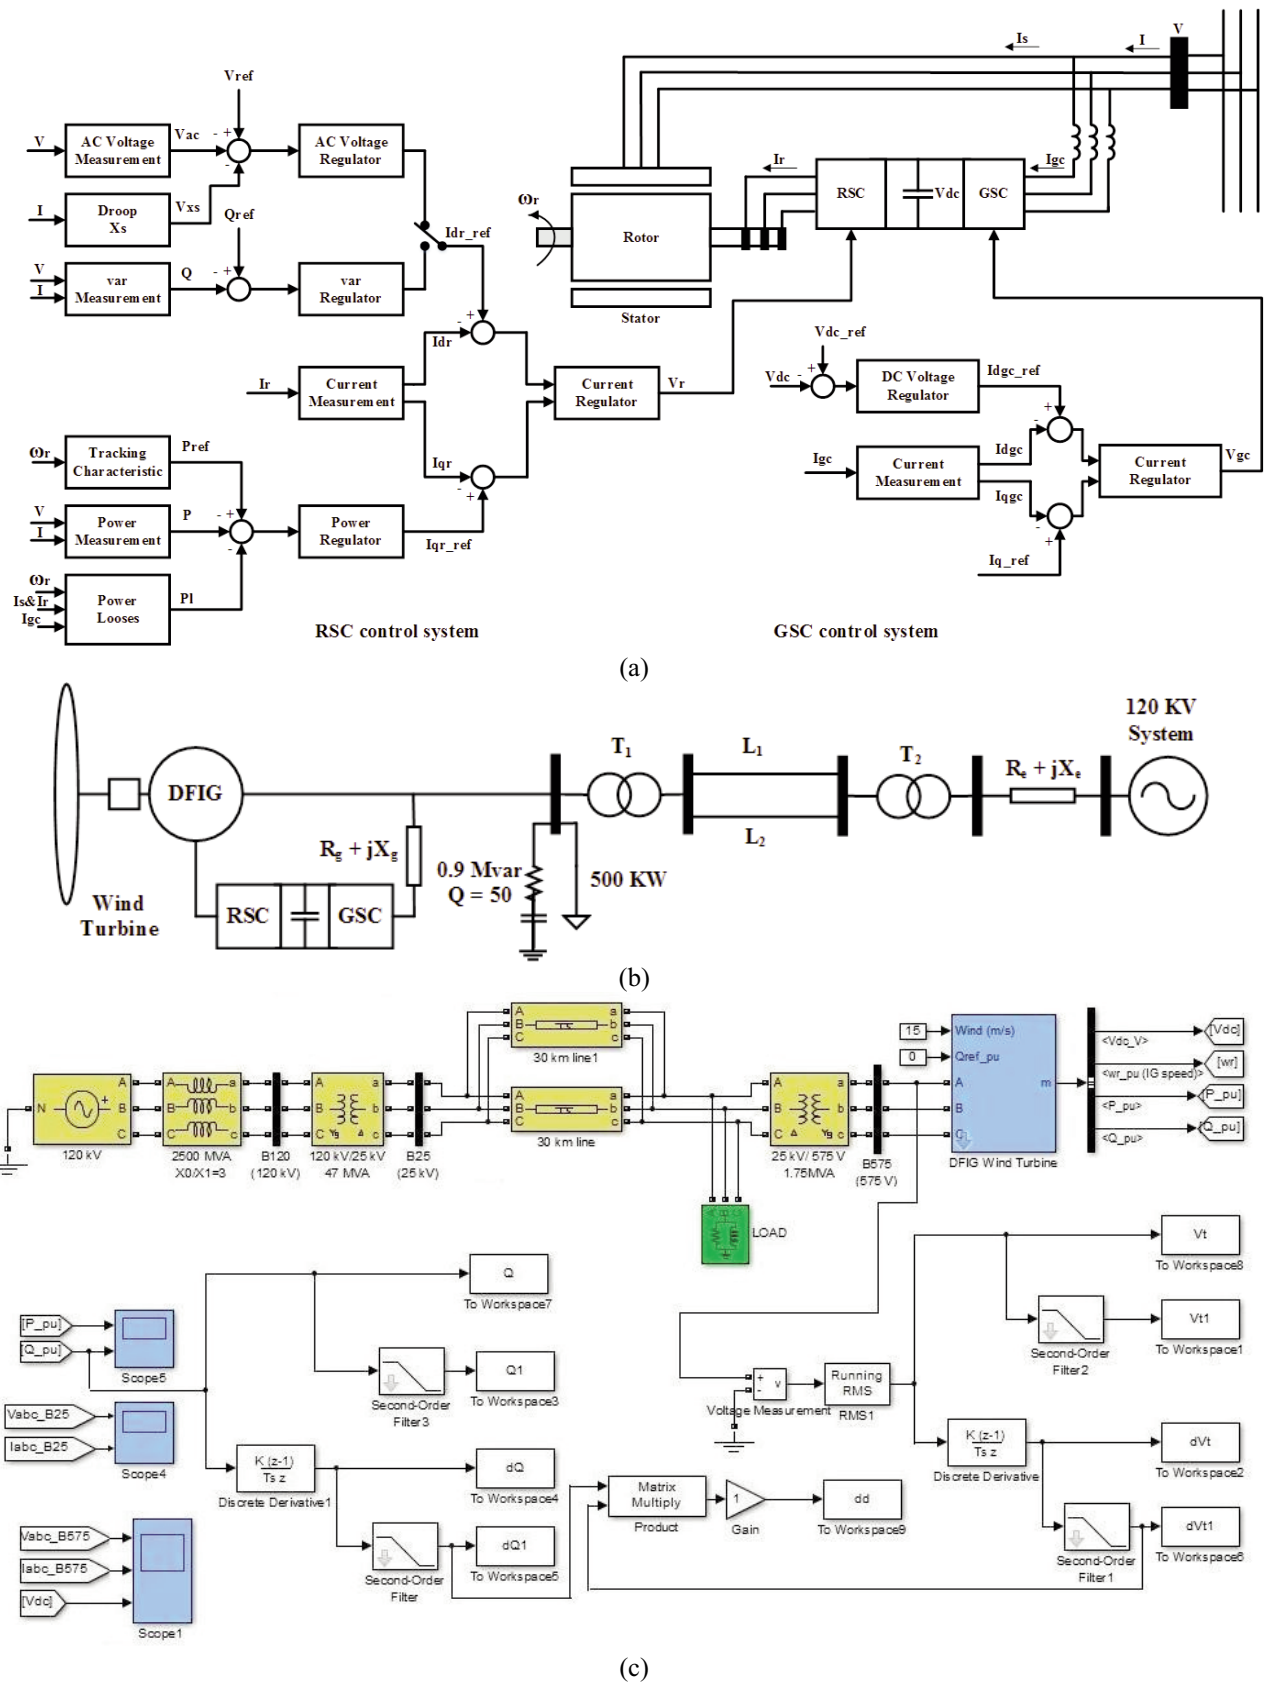 Is
I
V
Vref
V
AC Voltage
Measurement
Vac
- +
-
AC Voltage
Regulator
I
Droop
Xs
Vxs
Qref
V
I
var
Measurement
Q
- +
var
Regulator
Idr_ref
Ir
RSC
Vdc
GSC
Igc
ωr
Rotor
Stator
- +
Idr
Ir
Current
Measurement
Iqr
-
+
Current
Regulator
Vr
Vdc_ref
Vdc
- +
DC Voltage
Regulator
Idgc_ref
+
-
Igc
Current
Measurement
Idgc
Iqgc
-
+
Current
Regulator
Vgc
Iq_ref
ωr
Tracking
Characteristic
Pref
V
I
Power
Measurement
P
- +
-
Power
Regulator
Iqr_ref
ωr
Is&Ir
Igc
Power
Looses
Pl
RSC control system
GSC control system
(a)
120 KV
System
T1
L1
T2
Re + jXe
DFIG
L2
Rg + jXg
0.9 Mvar
Q = 50
500 KW
Wind
Turbine
RSC
GSC
(b)
A
B
C
a
b
c
30 km line1
A
B
C
a
b
c
30 km line
N
+
A
B
C
120 kV
A
B
C
a
b
c
2500 MVA
X0/X1=3
B120
(120 kV)
A
B
C
a
b
c
Yg
Δ
120 kV/25 kV
47 MVA
B25
(25 kV)
A
B
C
a
b
c
Δ
Yg
25 kV/ 575 V
1.75MVA
B575
(575 V)
15
0
Wind (m/s)
Qref_pu
A
B
C
m
DFIG Wind Turbine
<Vdc_V>
[Vdc]
<wr_pu (IG speed)>
[wr]
<P_pu>
[P_pu]
<Q_pu>
[Q_pu]
A B C
LOAD
Q
To Workspace7
[P_pu]
[Q_pu]
Scope5
Second-Order
Filter3
Q1
To Workspace3
Vabc_B25
Iabc_B25
Scope4
K (z-1)
Ts z
Discrete Derivative1
dQ
To Workspace4
Second-Order
Filter
dQ1
To Workspace5
Vabc_B575
Iabc_B575
[Vdc]
Scope1
Matrix
Multiply
Product
1
Gain
dd
To Workspace9
+
-
v
Voltage Measurement
Running
RMS
RMS1
Vt
To Workspace8
Second-Order
Filter2
Vt1
To Workspace1
K (z-1)
Ts z
Discrete Derivative
dVt
To Workspace2
Second-Order
Filter1
dVt1
To Workspace6
(c)